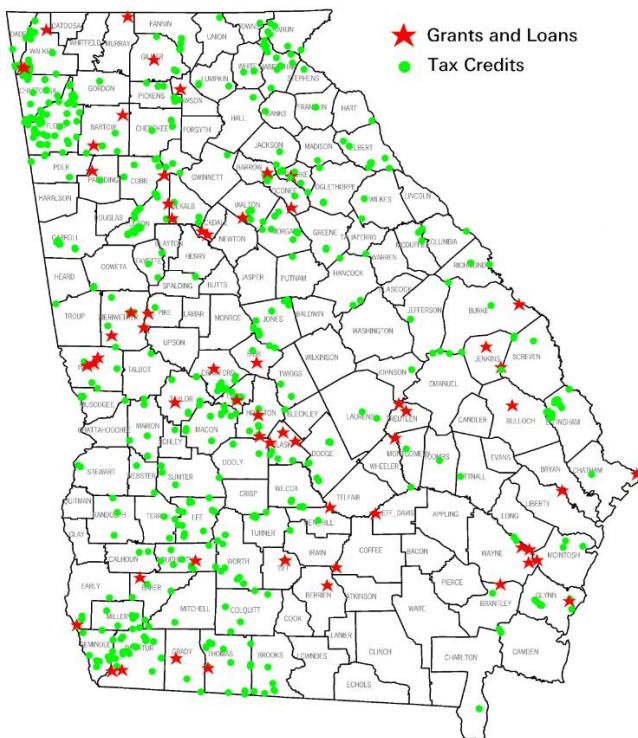 Grants and Loans
Tax Credits
DADE
CATOOSA
FANNIN
TOWNS
RABUN
WALKER
WHITFIELD
MURRAY
UNION
GILMER
WHITE
HABERSHAM
LUMPKIN
STEPHENS
CHATTOOGA
GORDON
PICKENS
DAWSON
BANKS
FRANKLIN
HART
HALL
FLOYD
BARTOW
CHEROKEE
FORSYTH
JACKSON
MADISON
ELBERT
POLK
PAULDING
COBB
GWINNETT
BARROW
CLARKE
OCONEE
OGLETHORPE
WILKES
LINCOLN
HARALSON
DOUGLAS
FULTON
DEKALB
ROCKDALE
WALTON
MORGAN
GREENE
TALIAFERRO
MCDUFFIE
COLUMBIA
CARROLL
CLAYTON
HENRY
NEWTON
FAYETTE
WARREN
RICHMOND
HEARD
COWETA
SPALDING
BUTTS
JASPER
PUTNAM
HANCOCK
GLASCOCK
TROUP
MERIWETHER
PIKE
LAMAR
MONROE
JONES
BALDWIN
WASHINGTON
JEFFERSON
BURKE
UPSON
WILKINSON
JENKINS
SCREVEN
TALBOT
CRAWFORD
BIBB
TWIGGS
JOHNSON
EMANUEL
MUSCOGEE
TAYLOR
HOUSTON
BLECKLEY
LAURENS
TREUTLEN
CANDLER
BULLOCH
EFFINGHAM
CHATTAHOOCHEE
MARION
SCHLEY
MACON
PULASKI
DODGE
MONTGOMERY
TOOMBS
EVANS
BRYAN
CHATHAM
STEWART
WEBSTER
SUMTER
DOOLY
WHEELER
TATTNALL
QUITMAN
CRISP
WILCOX
TELFAIR
LIBERTY
RANDOLPH
TERRELL
LEE
BEN HILL
JEFF_DAVIS
APPLING
LONG
CLAY
TURNER
WAYNE
MCINTOSH
CALHOUN
DOUGHERTY
WORTH
TIFT
IRWIN
COFFEE
BACON
EARLY
BAKER
BERRIEN
ATKINSON
PIERCE
BRANTLEY
GLYNN
MILLER
MITCHELL
COLQUITT
COOK
WARE
SEMINOLE
DECATUR
GRADY
THOMAS
BROOKS
LOWNDES
LANIER
CLINCH
CHARLTON
CAMDEN
ECHOLS